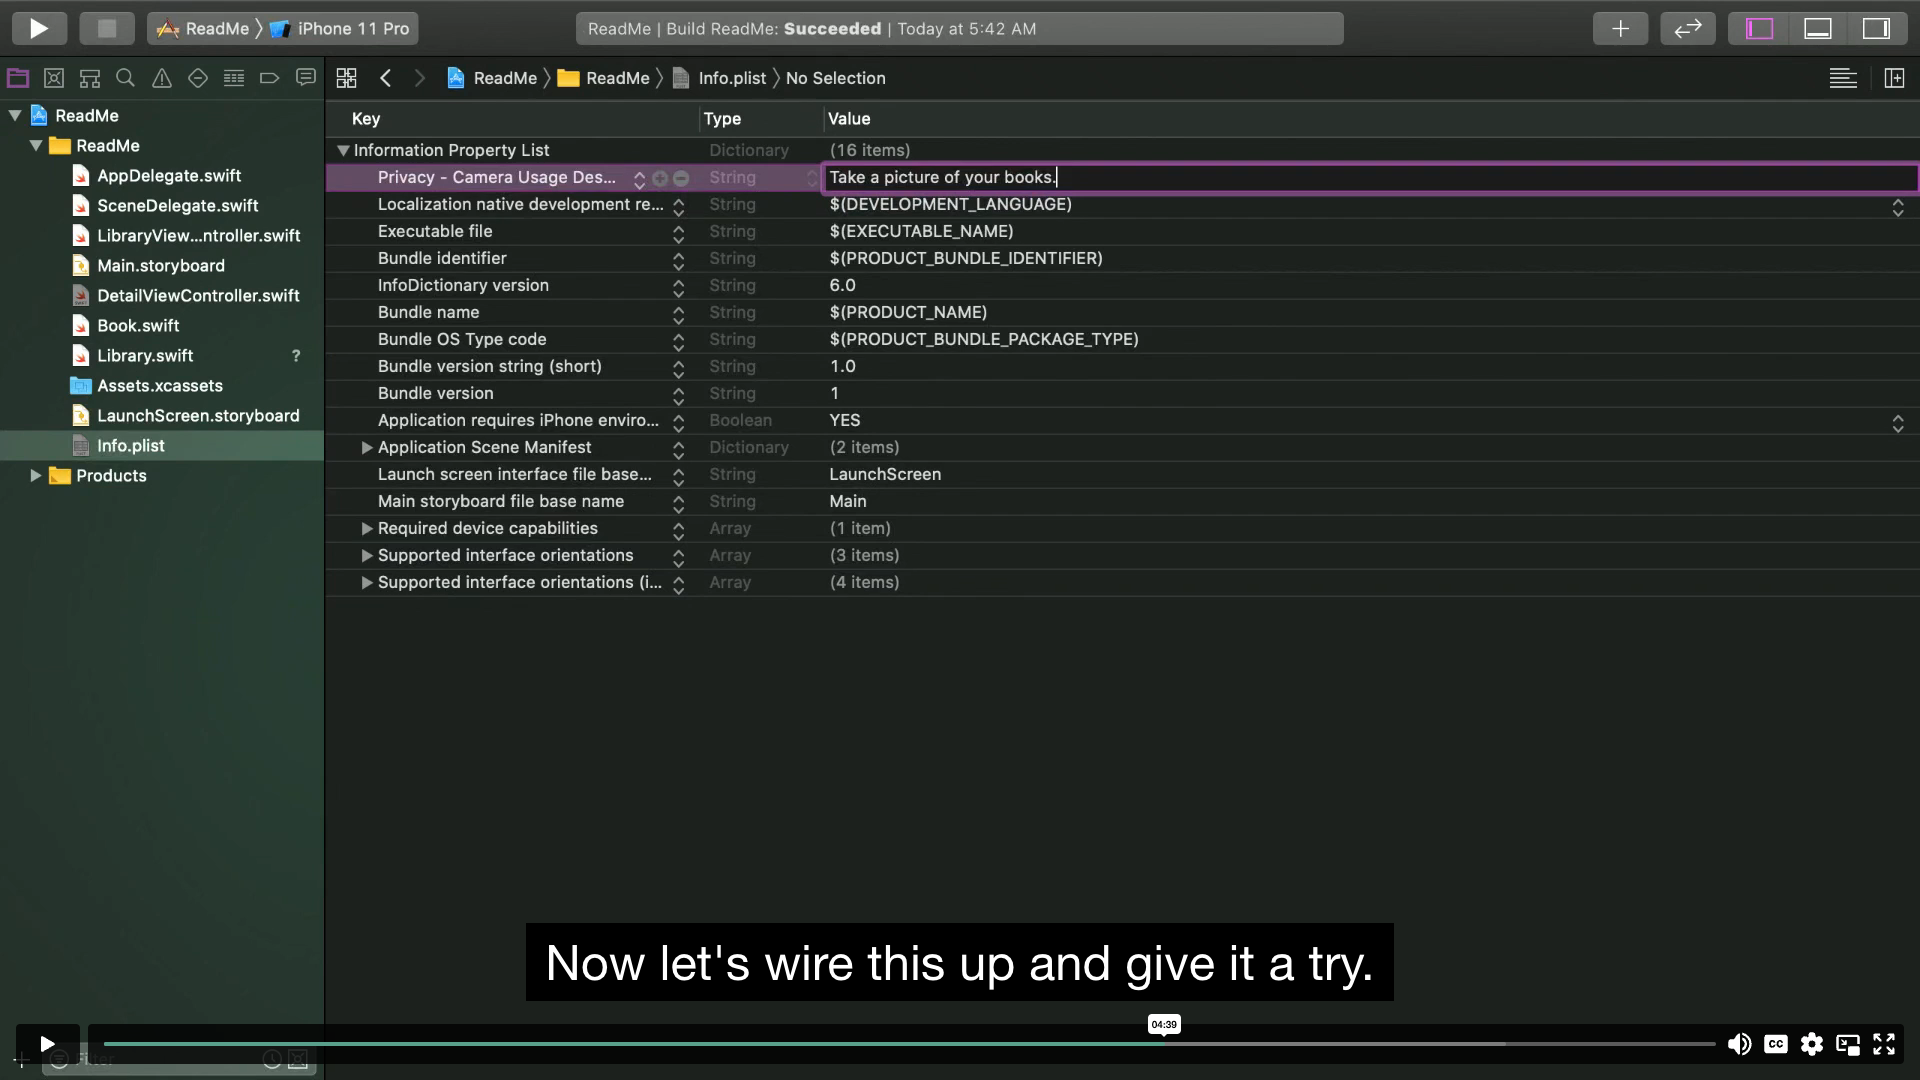 ReadMe iPhone 11 Pro
ReadMe | Build ReadMe: Succeeded | Today at 5:42 AM
ReadMe ReadMe Info.plist No Selection
ReadMe
ReadMe
AppDelegate.swift
SceneDelegate.swift
LibraryView...ntroller.swift
Main.storyboard
DetailViewController.swift
Book.swift
Library.swift ?
Assets.xcassets
LaunchScreen.storyboard
Info.plist
Products
Key Type Value
Information Property List Dictionary (16 items)
Privacy - Camera Usage Des... String Take a picture of your books.
Localization native development re... String $(DEVELOPMENT_LANGUAGE)
Executable file String $(EXECUTABLE_NAME)
Bundle identifier String $(PRODUCT_BUNDLE_IDENTIFIER)
InfoDictionary version String 6.0
Bundle name String $(PRODUCT_NAME)
Bundle OS Type code String $(PRODUCT_BUNDLE_PACKAGE_TYPE)
Bundle version string (short) String 1.0
Bundle version String 1
Application requires iPhone enviro... Boolean YES
Application Scene Manifest Dictionary (2 items)
Launch screen interface file base... String LaunchScreen
Main storyboard file base name String Main
Required device capabilities Array (1 item)
Supported interface orientations Array (3 items)
Supported interface orientations (i... Array (4 items)
Now let's wire this up and give it a try.
04:39
CC
Filter